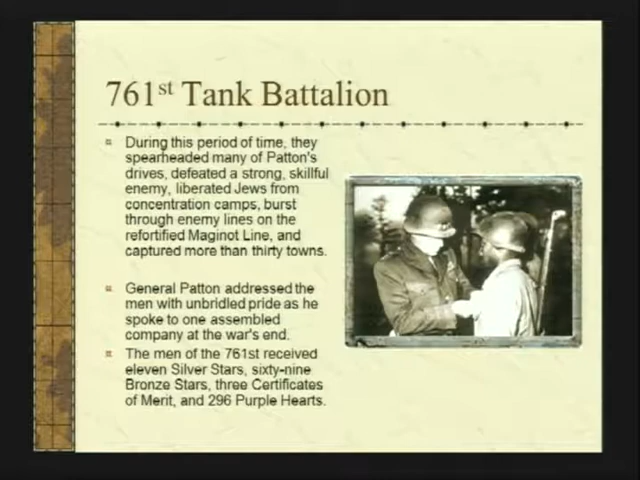 761st Tank Battalion
During this period of time, they
spearheaded many of Patton's
drives, defeated a strong, skillful
enemy, liberated Jews from
concentration camps, burst
through enemy lines on the
refortified Maginot Line, and
captured more than thirty towns.
General Patton addressed the
men with unbridled pride as he
spoke to one assembled
company at the war's end.
The men of the 761st received
eleven Silver Stars, sixty-nine
Bronze Stars, three Certificates
of Merit, and 296 Purple Hearts.